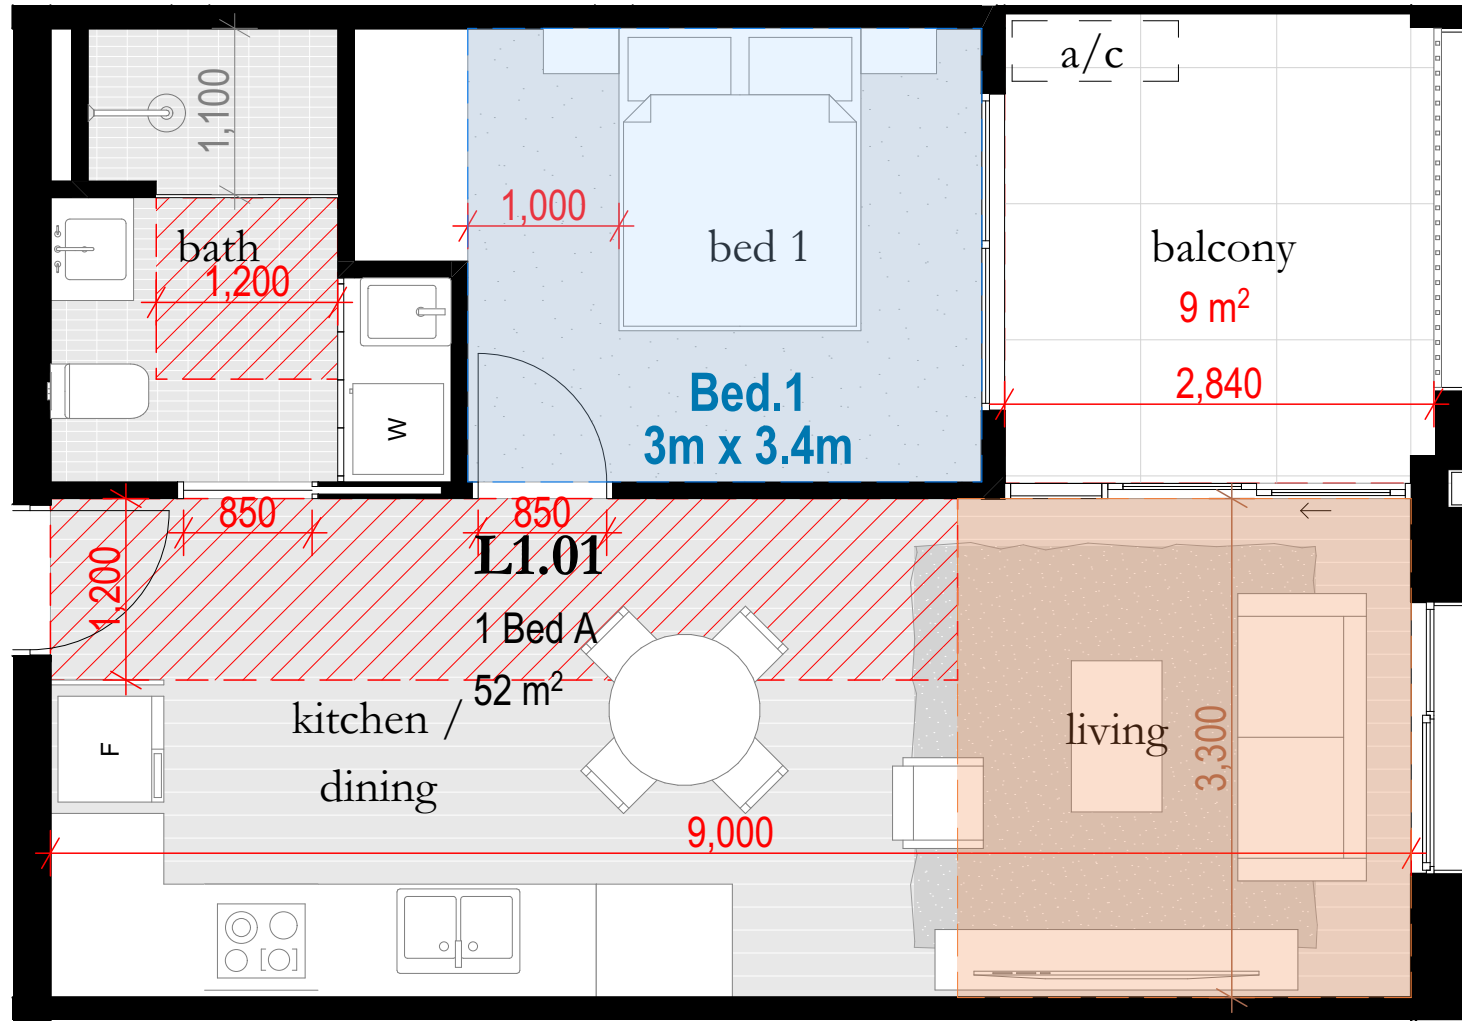 a/c
1,100
1,000
bath
bed 1
balcony
1,200
9 m²
Bed.1
2,840
3m x 3.4m
W
850
850
L1.01
1,200
1 Bed A
52 m²
kitchen /
living
3,300
F
dining
9,000